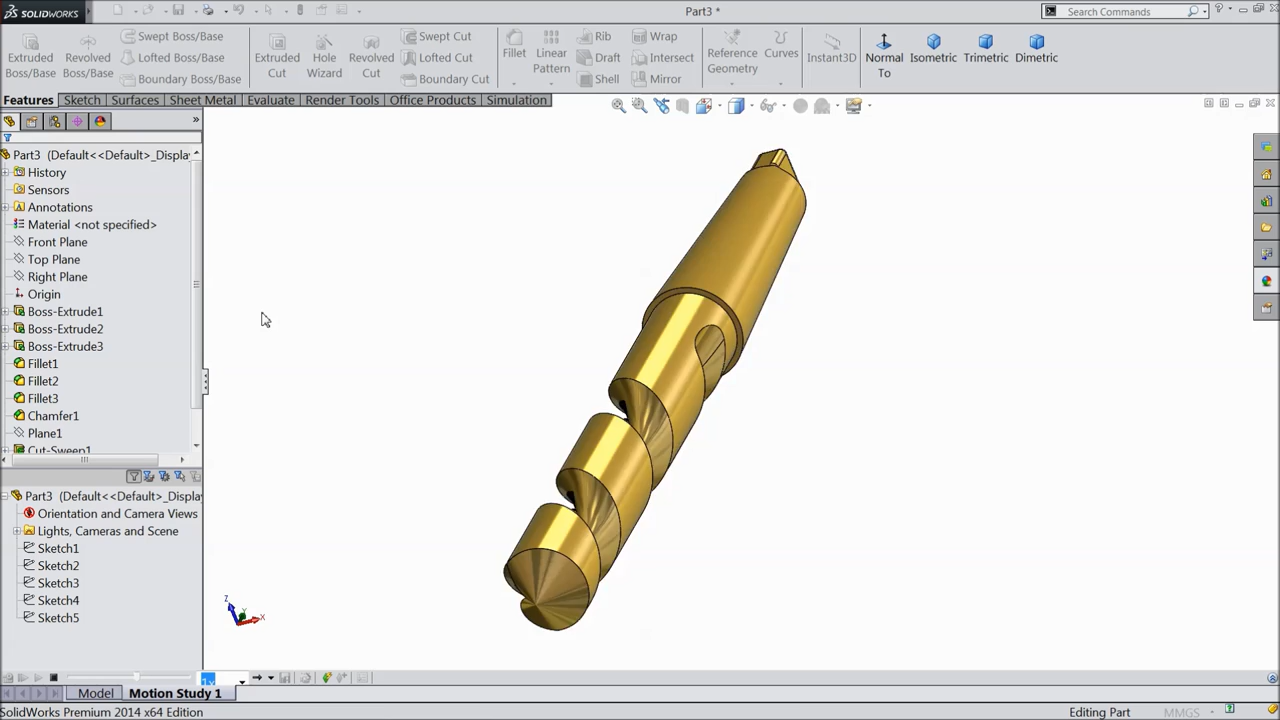 SOLIDWORKS
Part3 *
Search Commands
Extruded Boss/Base
Revolved Boss/Base
Swept Boss/Base
Lofted Boss/Base
Boundary Boss/Base
Extruded Cut
Hole Wizard
Revolved Cut
Swept Cut
Lofted Cut
Boundary Cut
Fillet
Linear Pattern
Rib
Draft
Shell
Wrap
Intersect
Mirror
Reference Geometry
Curves
Instant3D
Normal To
Isometric
Trimetric
Dimetric
Features Sketch Surfaces Sheet Metal Evaluate Render Tools Office Products Simulation
Part3 (Default<<Default>_Displa
History
Sensors
Annotations
Material <not specified>
Front Plane
Top Plane
Right Plane
Origin
Boss-Extrude1
Boss-Extrude2
Boss-Extrude3
Fillet1
Fillet2
Fillet3
Chamfer1
Plane1
Cut-Sweep1
Part3 (Default<<Default>_Displa
Orientation and Camera Views
Lights, Cameras and Scene
Sketch1
Sketch2
Sketch3
Sketch4
Sketch5
Z Y X
Model Motion Study 1
SolidWorks Premium 2014 x64 Edition
Editing Part
MMGS